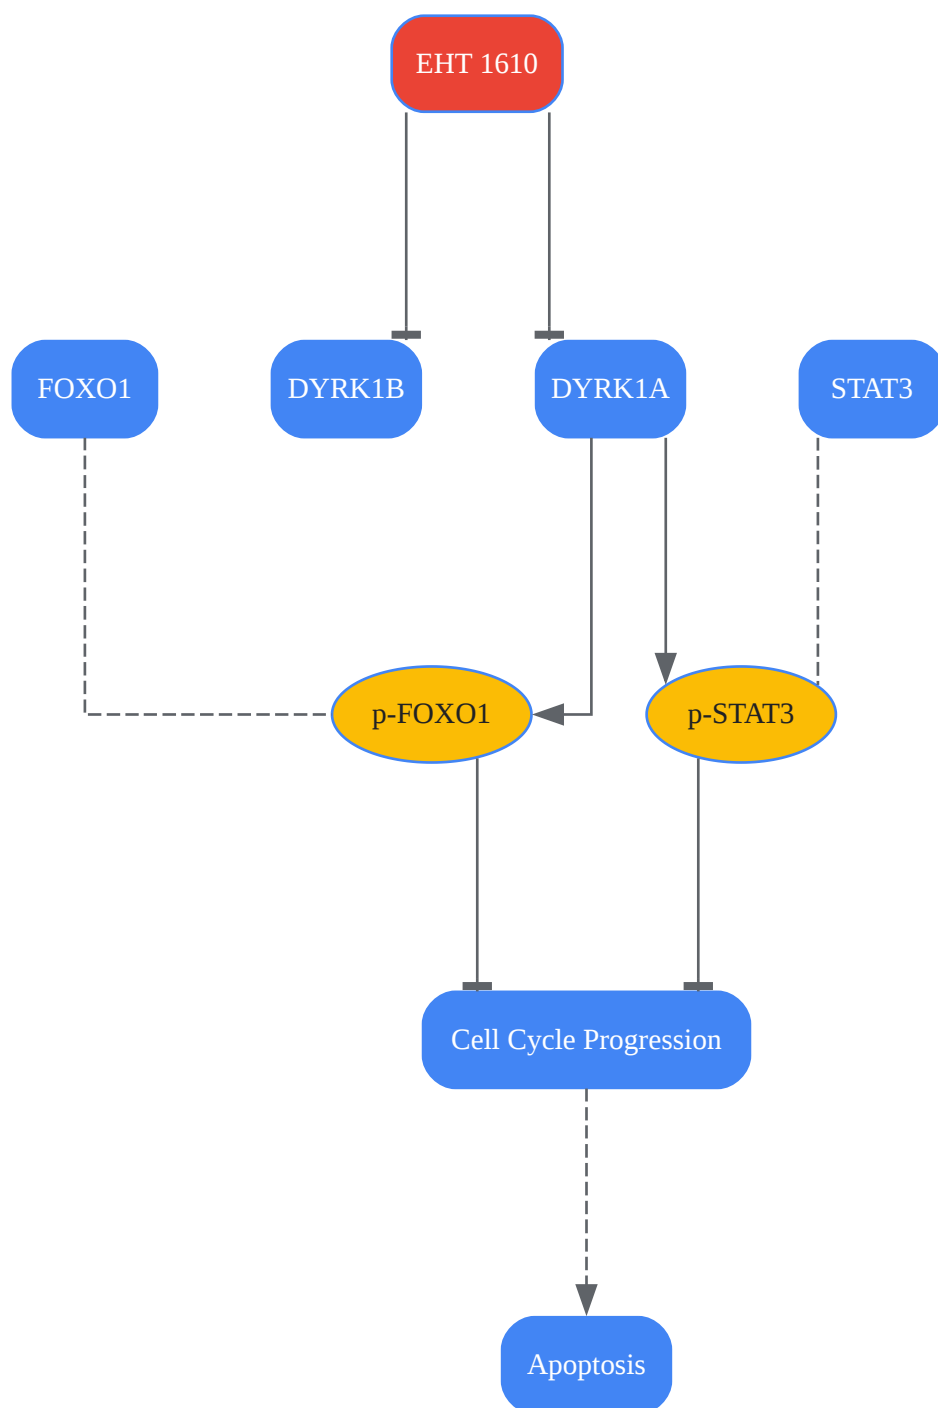 EHT 1610
FOXO1
DYRK1B
DYRK1A
STAT3
p-FOXO1
p-STAT3
Cell Cycle Progression
Apoptosis